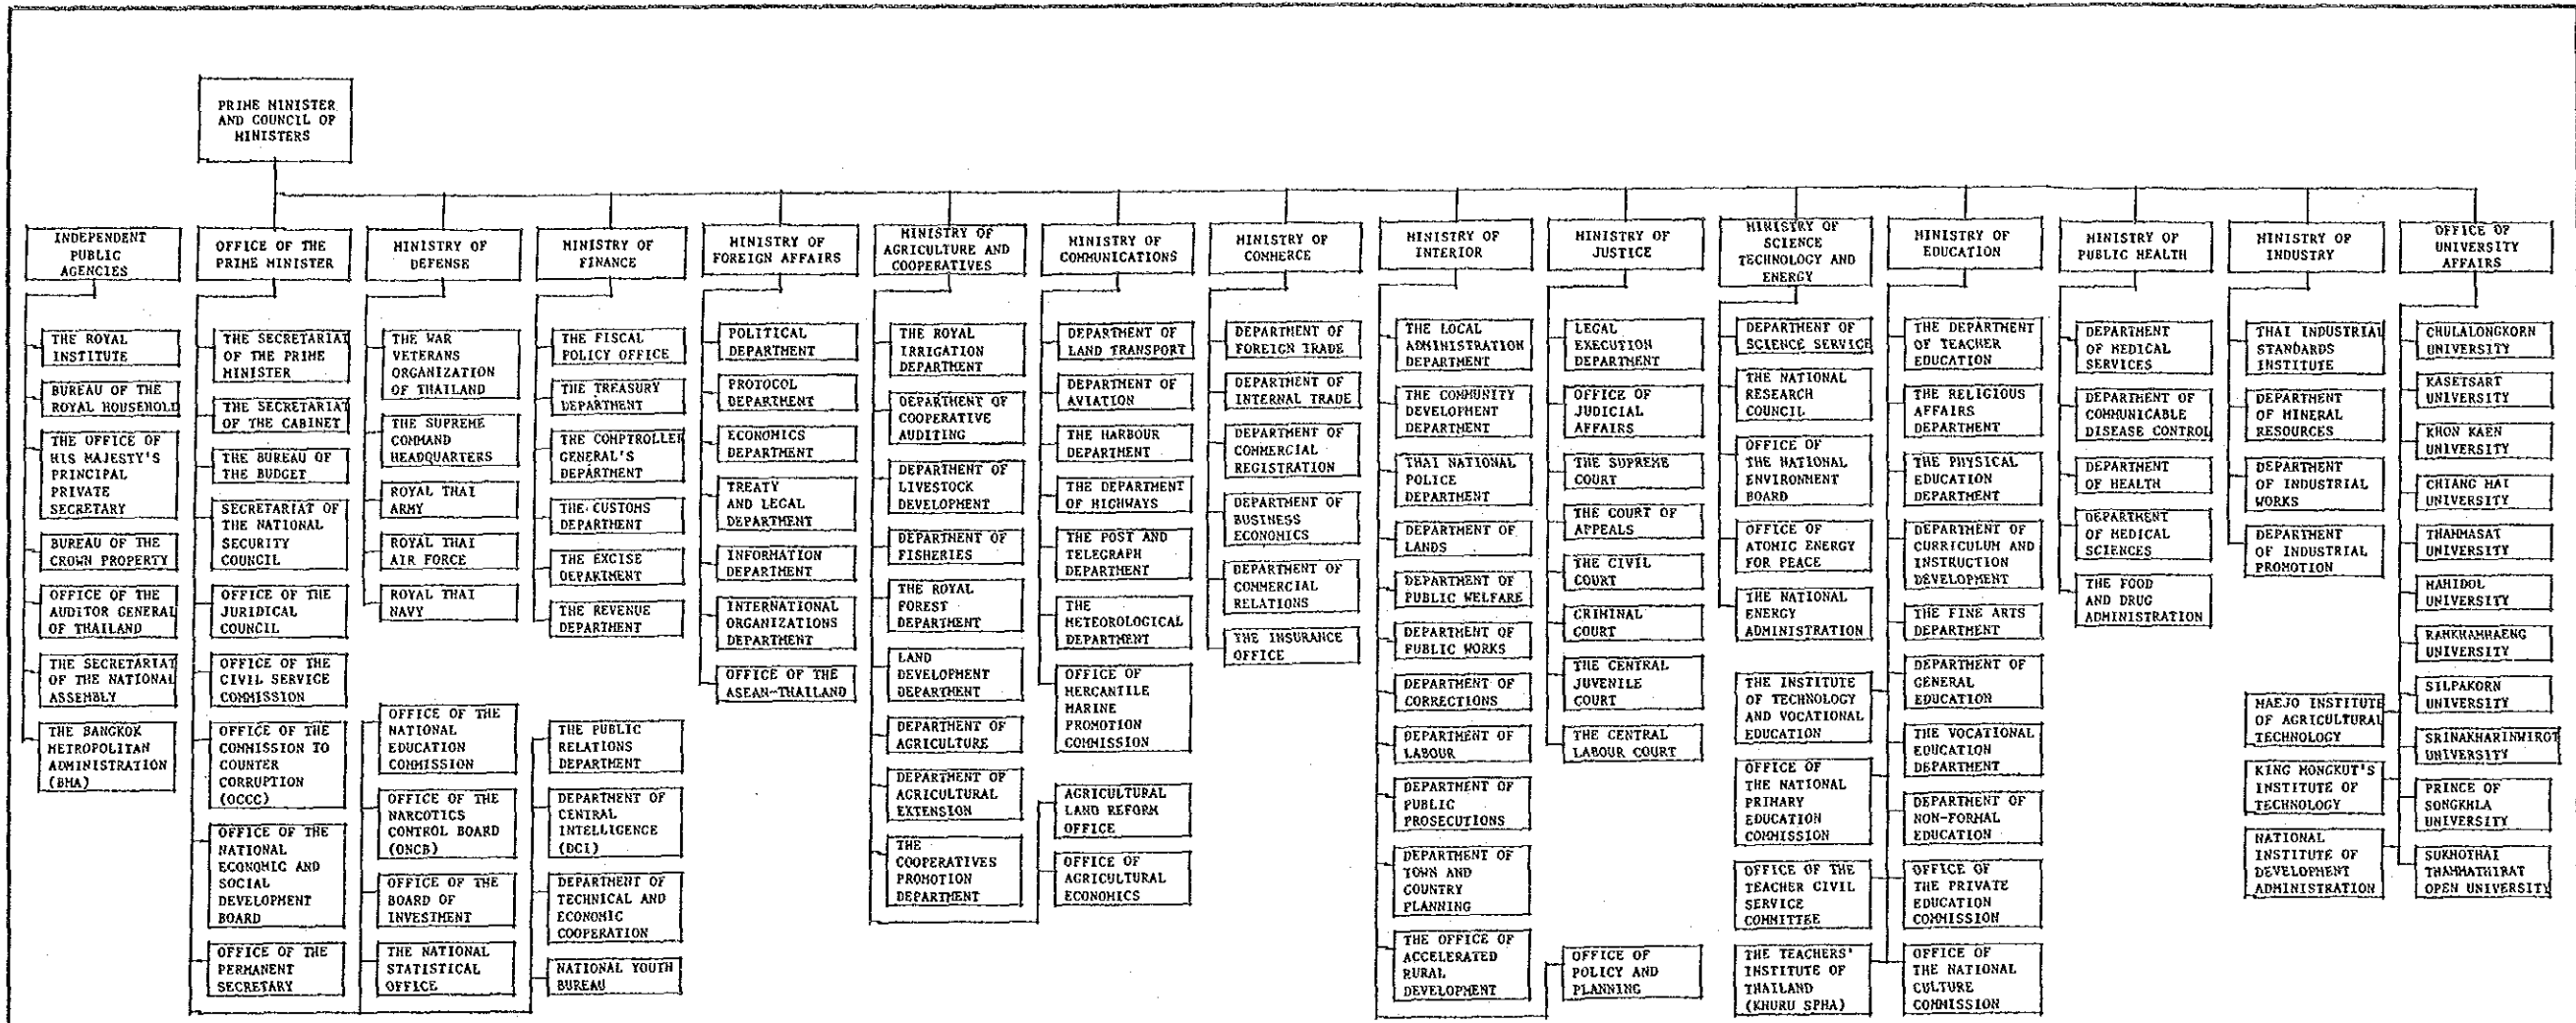 PRIME MINISTER
AND COUNCIL OF
MINISTERS
INDEPENDENT
PUBLIC
AGENCIES
THE ROYAL
INSTITUTE
BUREAU OF THE
ROYAL HOUSEHOLD
THE OFFICE OF
HIS MAJESTY'S
PRINCIPAL
PRIVATE
SECRETARY
BUREAU OF THE
CROWN PROPERTY
OFFICE OF THE
AUDITOR GENERAL
OF THAILAND
THE SECRETARIAT
OF THE NATIONAL
ASSEMBLY
THE BANGKOK
METROPOLITAN
ADMINISTRATION
(BMA)
OFFICE OF THE
PRIME MINISTER
THE SECRETARIAT
OF THE PRIME
MINISTER
THE SECRETARIAT
OF THE CABINET
THE BUREAU OF
THE BUDGET
SECRETARIAT OF
THE NATIONAL
SECURITY
COUNCIL
OFFICE OF THE
JURIDICAL
COUNCIL
OFFICE OF THE
CIVIL SERVICE
COMMISSION
OFFICE OF THE
COMMISSION TO
COUNTER
CORRUPTION
(OCCC)
OFFICE OF THE
NATIONAL
ECONOMIC AND
SOCIAL
DEVELOPMENT
BOARD
OFFICE OF THE
PERMANENT
SECRETARY
OFFICE OF THE
NATIONAL
EDUCATION
COMMISSION
OFFICE OF THE
NARCOTICS
CONTROL BOARD
(ONCB)
OFFICE OF THE
BOARD OF
INVESTMENT
THE NATIONAL
STATISTICAL
OFFICE
THE PUBLIC
RELATIONS
DEPARTMENT
DEPARTMENT OF
CENTRAL
INTELLIGENCE
(DCI)
DEPARTMENT OF
TECHNICAL AND
ECONOMIC
COOPERATION
NATIONAL YOUTH
BUREAU
MINISTRY OF
DEFENSE
THE WAR
VETERANS
ORGANIZATION
OF THAILAND
THE SUPREME
COMMAND
HEADQUARTERS
ROYAL THAI
ARMY
ROYAL THAI
AIR FORCE
ROYAL THAI
NAVY
MINISTRY OF
FINANCE
THE FISCAL
POLICY OFFICE
THE TREASURY
DEPARTMENT
THE COMPTROLLER
GENERAL'S
DEPARTMENT
THE CUSTOMS
DEPARTMENT
THE EXCISE
DEPARTMENT
THE REVENUE
DEPARTMENT
MINISTRY OF
FOREIGN AFFAIRS
POLITICAL
DEPARTMENT
PROTOCOL
DEPARTMENT
ECONOMICS
DEPARTMENT
TREATY
AND LEGAL
DEPARTMENT
INFORMATION
DEPARTMENT
INTERNATIONAL
ORGANIZATIONS
DEPARTMENT
OFFICE OF THE
ASEAN-THAILAND
MINISTRY OF
AGRICULTURE AND
COOPERATIVES
THE ROYAL
IRRIGATION
DEPARTMENT
DEPARTMENT OF
COOPERATIVE
AUDITING
DEPARTMENT OF
LIVESTOCK
DEVELOPMENT
DEPARTMENT OF
FISHERIES
THE ROYAL
FOREST
DEPARTMENT
LAND
DEVELOPMENT
DEPARTMENT
DEPARTMENT OF
AGRICULTURE
DEPARTMENT OF
AGRICULTURAL
EXTENSION
THE
COOPERATIVES
PROMOTION
DEPARTMENT
AGRICULTURAL
LAND REFORM
OFFICE
OFFICE OF
AGRICULTURAL
ECONOMICS
MINISTRY OF
COMMUNICATIONS
DEPARTMENT OF
LAND TRANSPORT
DEPARTMENT OF
AVIATION
THE HARBOUR
DEPARTMENT
THE DEPARTMENT
OF HIGHWAYS
THE POST AND
TELEGRAPH
DEPARTMENT
THE
METEOROLOGICAL
DEPARTMENT
OFFICE OF
MERCANTILE
MARINE
PROMOTION
COMMISSION
MINISTRY OF
COMMERCE
DEPARTMENT OF
FOREIGN TRADE
DEPARTMENT OF
INTERNAL TRADE
DEPARTMENT OF
COMMERCIAL
REGISTRATION
DEPARTMENT OF
BUSINESS
ECONOMICS
DEPARTMENT OF
COMMERCIAL
RELATIONS
THE INSURANCE
OFFICE
MINISTRY OF
INTERIOR
THE LOCAL
ADMINISTRATION
DEPARTMENT
THE COMMUNITY
DEVELOPMENT
DEPARTMENT
THAI NATIONAL
POLICE
DEPARTMENT
DEPARTMENT OF
LANDS
DEPARTMENT OF
PUBLIC WELFARE
DEPARTMENT OF
PUBLIC WORKS
DEPARTMENT OF
CORRECTIONS
DEPARTMENT OF
LABOUR
DEPARTMENT OF
PUBLIC
PROSECUTIONS
DEPARTMENT OF
TOWN AND
COUNTRY
PLANNING
THE OFFICE OF
ACCELERATED
RURAL
DEVELOPMENT
OFFICE OF
POLICY AND
PLANNING
MINISTRY OF
JUSTICE
LEGAL
EXECUTION
DEPARTMENT
OFFICE OF
JUDICIAL
AFFAIRS
THE SUPREME
COURT
THE COURT OF
APPEALS
THE CIVIL
COURT
CRIMINAL
COURT
THE CENTRAL
JUVENILE
COURT
THE CENTRAL
LABOUR COURT
MINISTRY OF
SCIENCE
TECHNOLOGY AND
ENERGY
DEPARTMENT OF
SCIENCE SERVICE
THE NATIONAL
RESEARCH
COUNCIL
OFFICE OF
THE NATIONAL
ENVIRONMENT
BOARD
OFFICE OF
ATOMIC ENERGY
FOR PEACE
THE NATIONAL
ENERGY
ADMINISTRATION
MINISTRY OF
EDUCATION
THE DEPARTMENT
OF TEACHER
EDUCATION
THE RELIGIOUS
AFFAIRS
DEPARTMENT
THE PHYSICAL
EDUCATION
DEPARTMENT
DEPARTMENT OF
CURRICULUM AND
INSTRUCTION
DEVELOPMENT
THE FINE ARTS
DEPARTMENT
DEPARTMENT OF
GENERAL
EDUCATION
THE VOCATIONAL
EDUCATION
DEPARTMENT
DEPARTMENT OF
NON-FORMAL
EDUCATION
OFFICE OF
THE PRIVATE
EDUCATION
COMMISSION
OFFICE OF
THE NATIONAL
CULTURE
COMMISSION
THE INSTITUTE
OF TECHNOLOGY
AND VOCATIONAL
EDUCATION
OFFICE OF
THE NATIONAL
PRIMARY
EDUCATION
COMMISSION
OFFICE OF THE
TEACHER CIVIL
SERVICE
COMMITTEE
THE TEACHERS'
INSTITUTE OF
THAILAND
(KHURU SPHA)
MINISTRY OF
PUBLIC HEALTH
DEPARTMENT
OF MEDICAL
SERVICES
DEPARTMENT OF
COMMUNICABLE
DISEASE CONTROL
DEPARTMENT
OF HEALTH
DEPARTMENT
OF MEDICAL
SCIENCES
THE FOOD
AND DRUG
ADMINISTRATION
MINISTRY OF
INDUSTRY
THAI INDUSTRIAL
STANDARDS
INSTITUTE
DEPARTMENT
OF MINERAL
RESOURCES
DEPARTMENT
OF INDUSTRIAL
WORKS
DEPARTMENT
OF INDUSTRIAL
PROMOTION
OFFICE OF
UNIVERSITY
AFFAIRS
CHULALONGKORN
UNIVERSITY
KASETSART
UNIVERSITY
KHON KAEN
UNIVERSITY
CHIANG MAI
UNIVERSITY
THAMMASAT
UNIVERSITY
MAHIDOL
UNIVERSITY
RAMKHAMHAENG
UNIVERSITY
SILPAKORN
UNIVERSITY
SRINAKHARINWIROT
UNIVERSITY
PRINCE OF
SONGKHLA
UNIVERSITY
SUKHOTHAI
THAMMATHIRAT
OPEN UNIVERSITY
MAEJO INSTITUTE
OF AGRICULTURAL
TECHNOLOGY
KING MONGKUT'S
INSTITUTE OF
TECHNOLOGY
NATIONAL
INSTITUTE OF
DEVELOPMENT
ADMINISTRATION